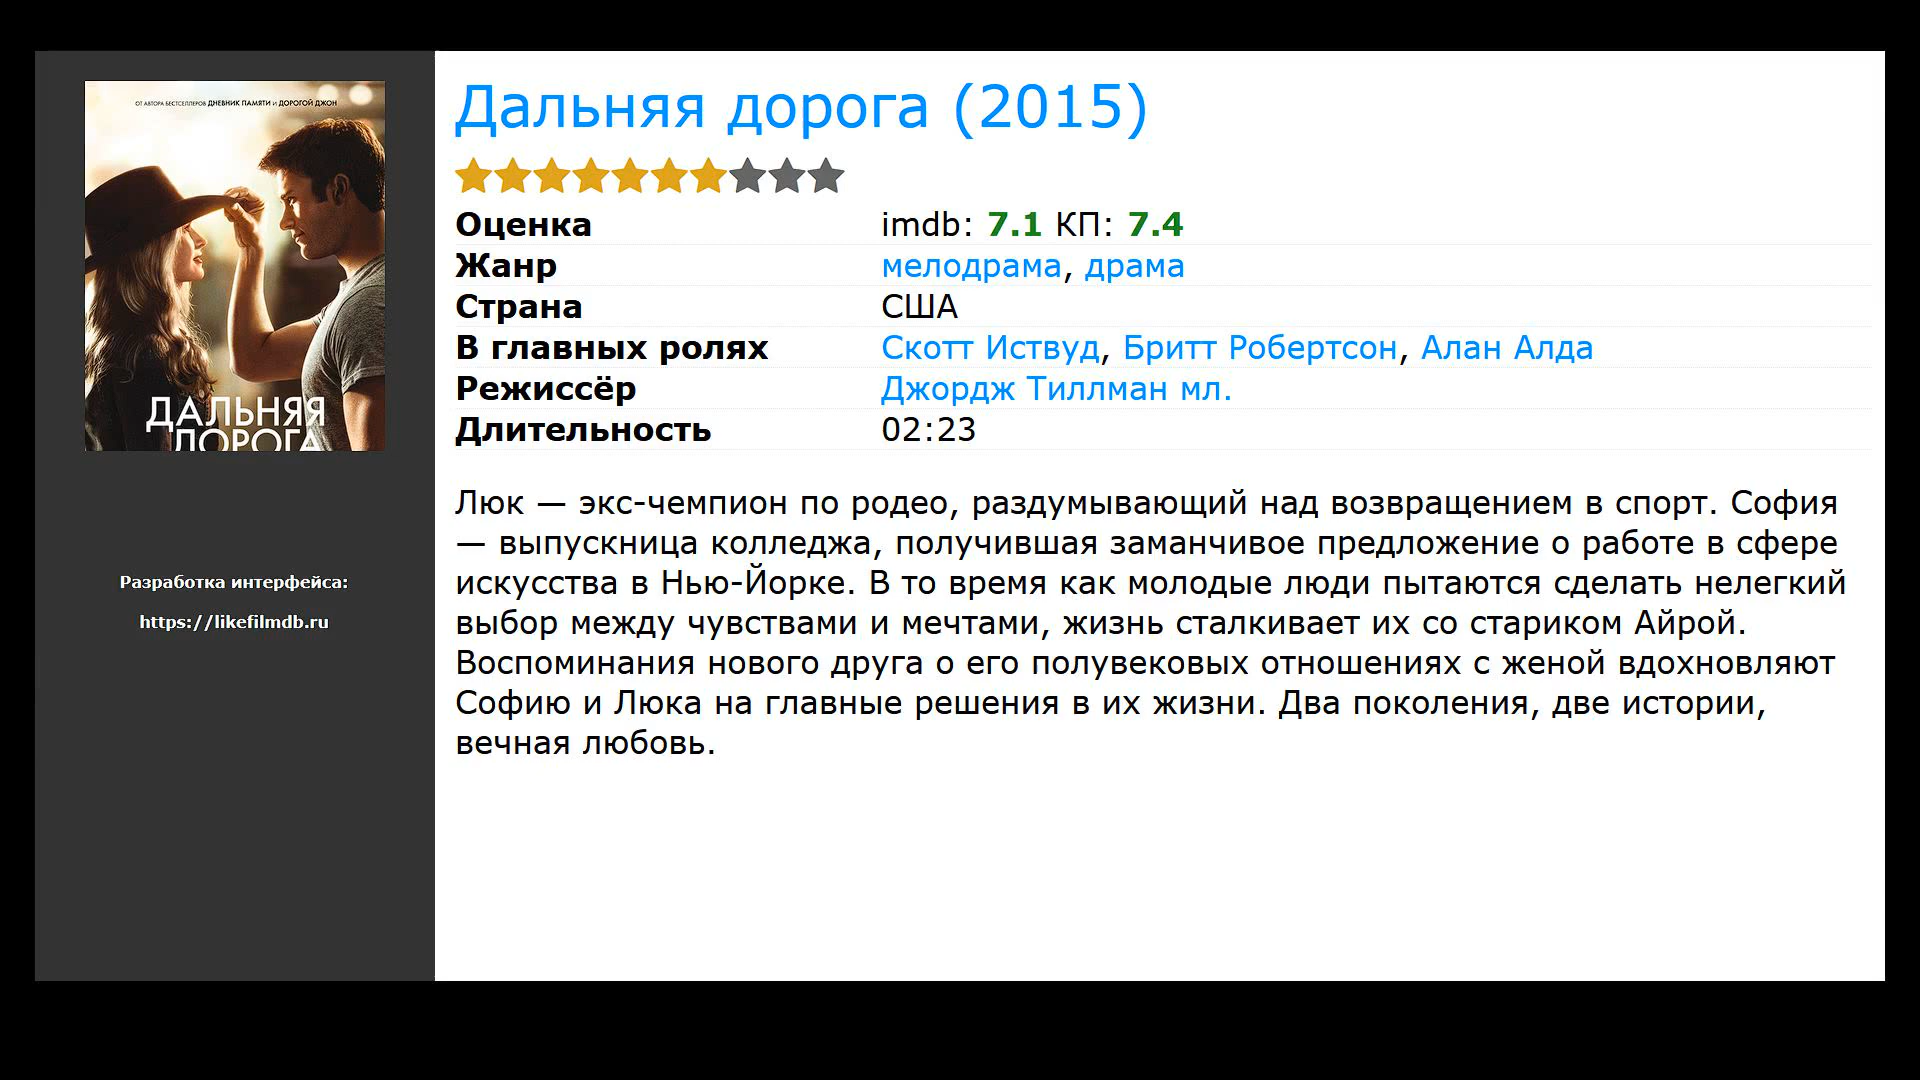 ОТ АВТОРА БЕСТСЕЛЛЕРОВ ДНЕВНИК ПАМЯТИ И ДОРОГОЙ ДЖОН
ДАЛЬНЯЯ
ДОРОГА
Разработка интерфейса:
https://likefilmdb.ru
Дальняя дорога (2015)
Оценка imdb: 7.1 КП: 7.4
Жанр мелодрама, драма
Страна США
В главных ролях Скотт Иствуд, Бритт Робертсон, Алан Алда
Режиссёр Джордж Тиллман мл.
Длительность 02:23
Люк — экс-чемпион по родео, раздумывающий над возвращением в спорт. София
— выпускница колледжа, получившая заманчивое предложение о работе в сфере
искусства в Нью-Йорке. В то время как молодые люди пытаются сделать нелегкий
выбор между чувствами и мечтами, жизнь сталкивает их со стариком Айрой.
Воспоминания нового друга о его полувековых отношениях с женой вдохновляют
Софию и Люка на главные решения в их жизни. Два поколения, две истории,
вечная любовь.